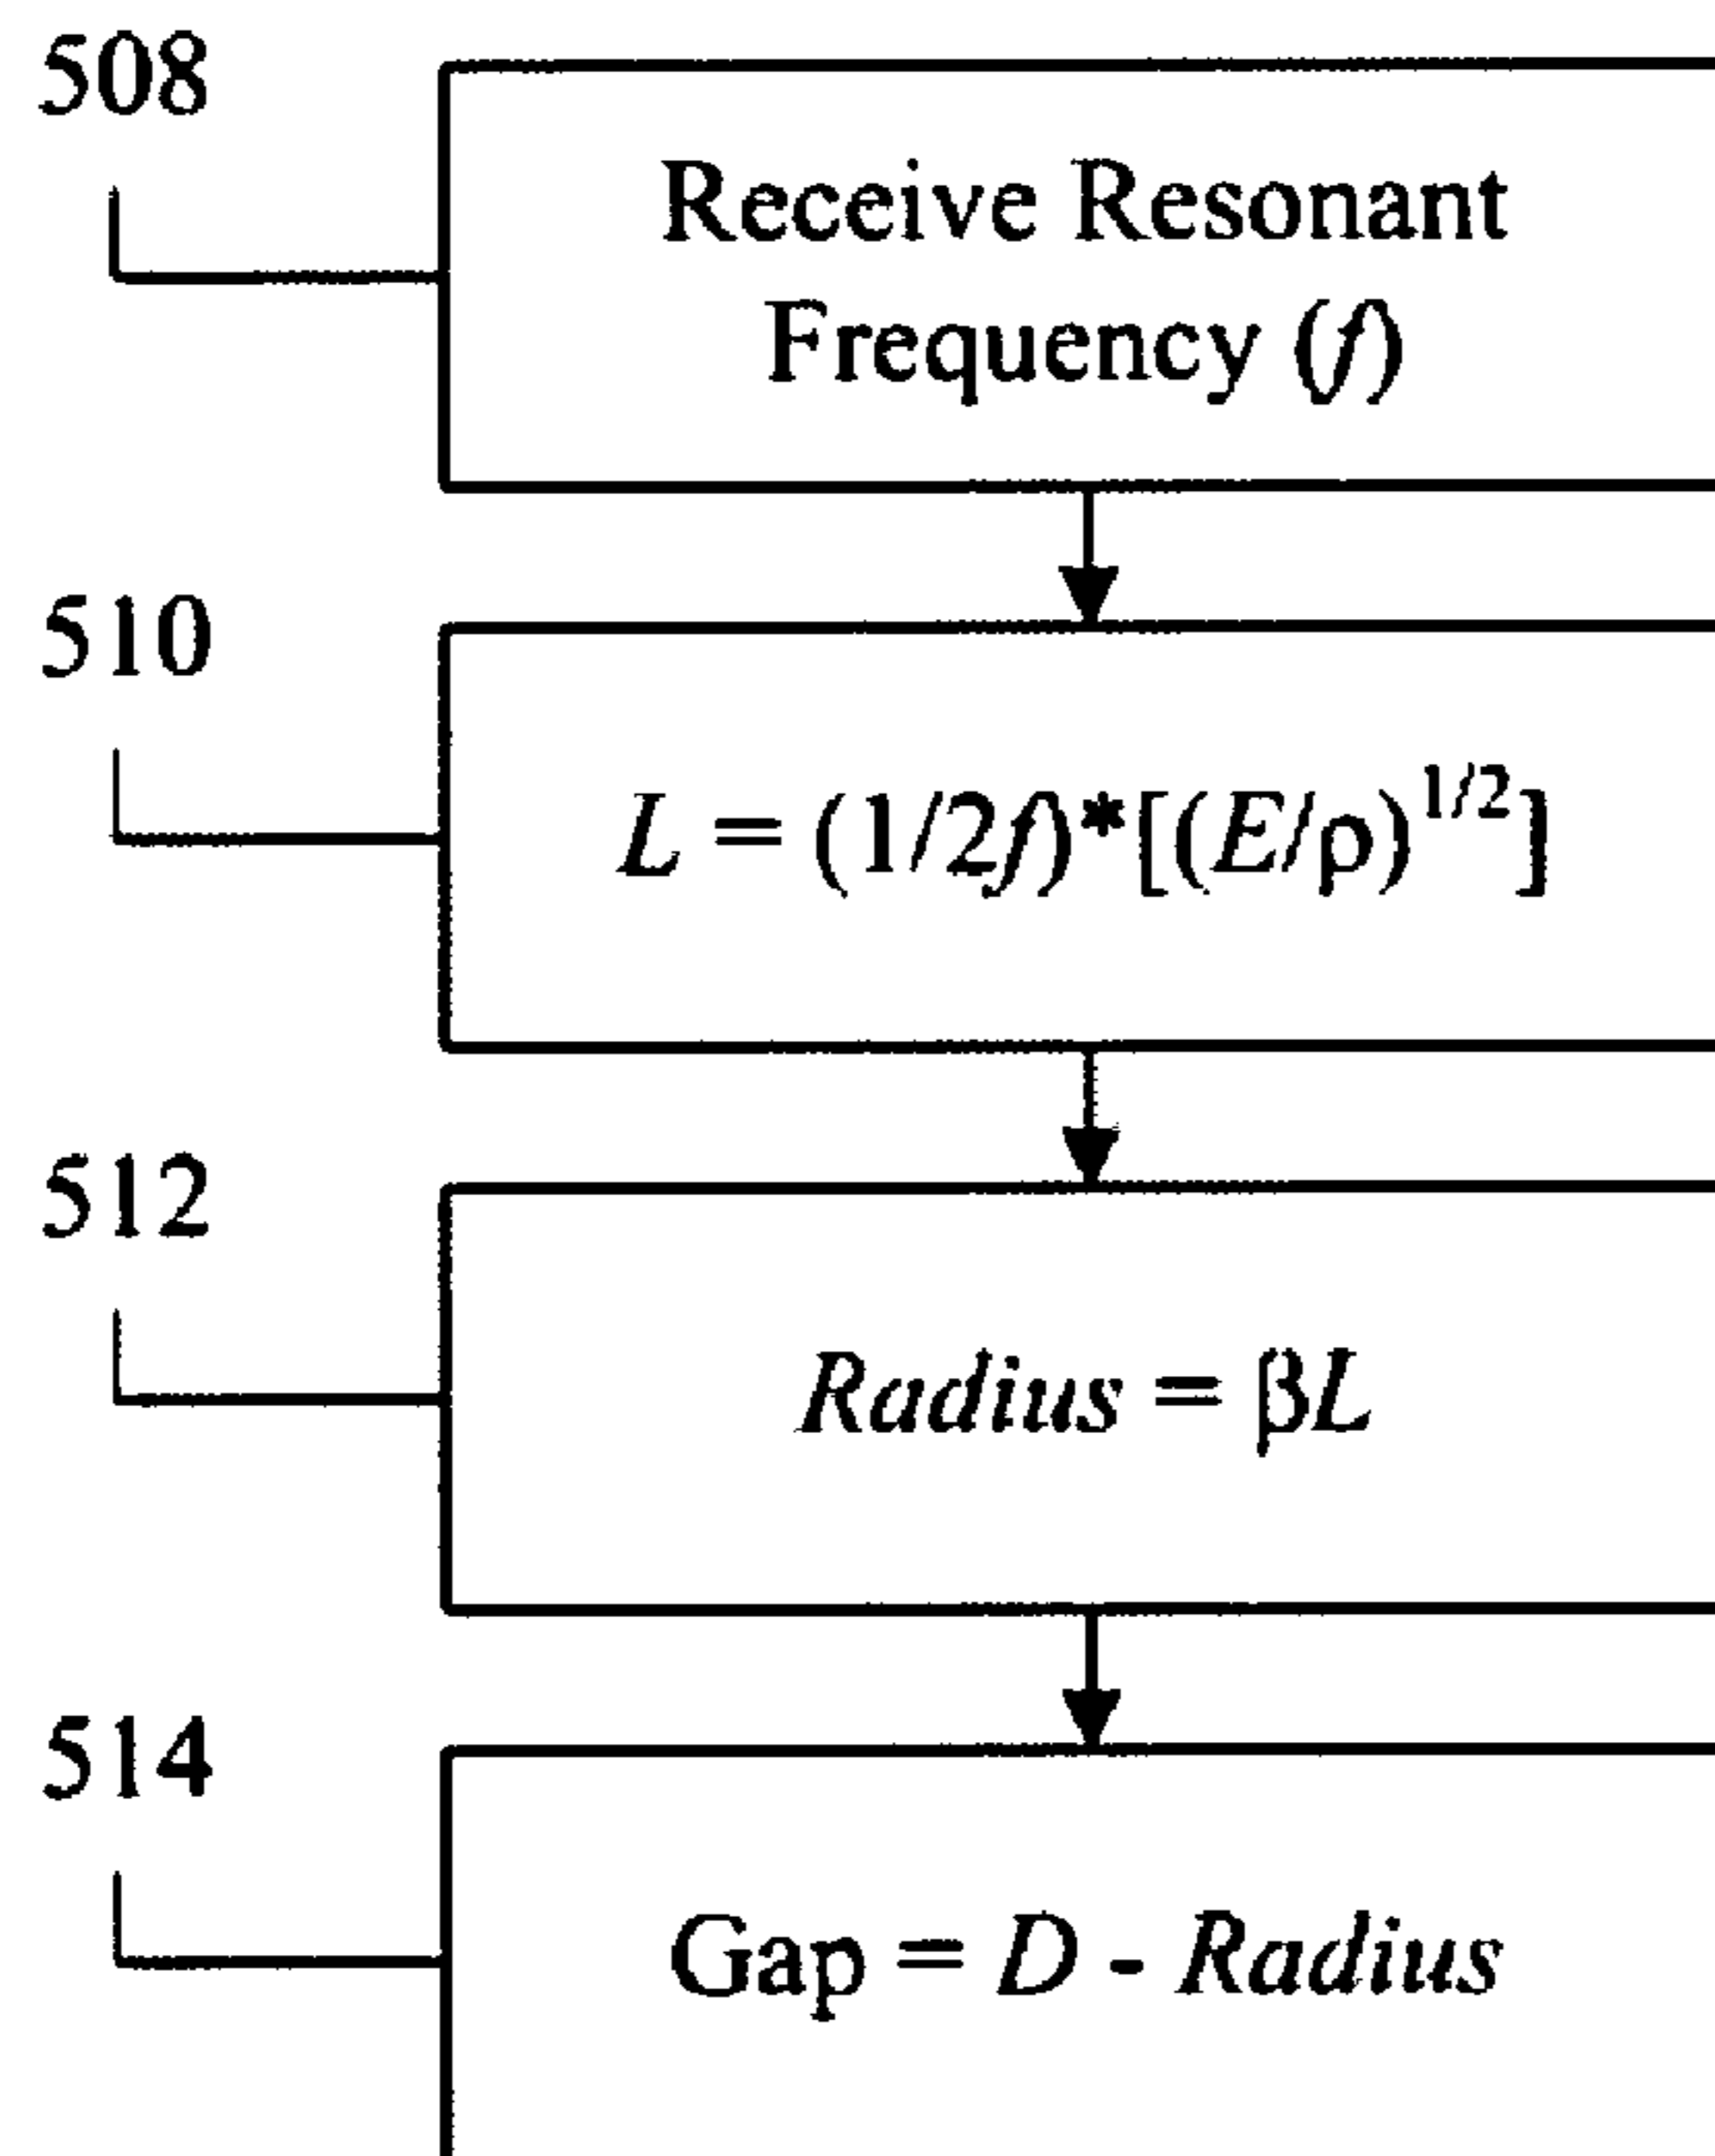 508
Receive Resonant
Frequency (f)
510
L = (1/2f)*[(E/ρ)^1/2]
512
Radius = βL
514
Gap = D - Radius